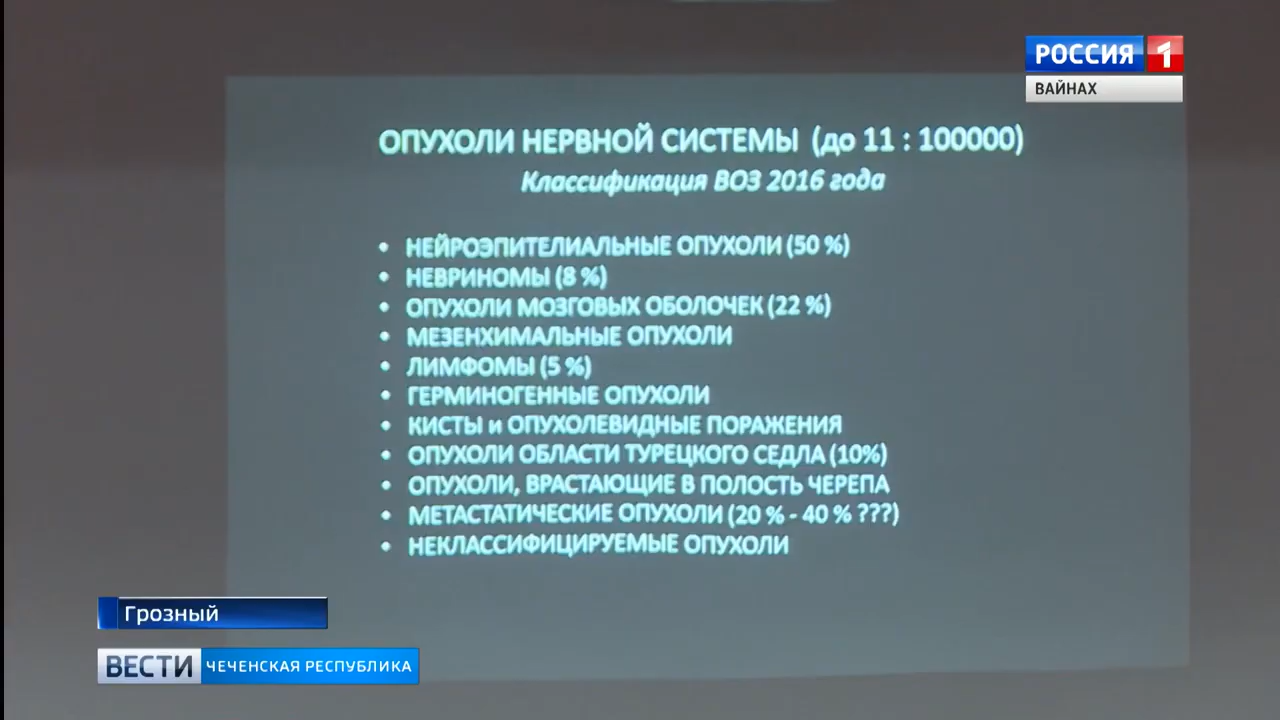 РОССИЯ 1
ВАЙНАХ
ОПУХОЛИ НЕРВНОЙ СИСТЕМЫ (до 11 : 100000)
Классификация ВОЗ 2016 года
• НЕЙРОЭПИТЕЛИАЛЬНЫЕ ОПУХОЛИ (50 %)
• НЕВРИНОМЫ (8 %)
• ОПУХОЛИ МОЗГОВЫХ ОБОЛОЧЕК (22 %)
• МЕЗЕНХИМАЛЬНЫЕ ОПУХОЛИ
• ЛИМФОМЫ (5 %)
• ГЕРМИНОГЕННЫЕ ОПУХОЛИ
• КИСТЫ и ОПУХОЛЕВИДНЫЕ ПОРАЖЕНИЯ
• ОПУХОЛИ ОБЛАСТИ ТУРЕЦКОГО СЕДЛА (10%)
• ОПУХОЛИ, ВРАСТАЮЩИЕ В ПОЛОСТЬ ЧЕРЕПА
• МЕТАСТАТИЧЕСКИЕ ОПУХОЛИ (20 % - 40 % ???)
• НЕКЛАССИФИЦИРУЕМЫЕ ОПУХОЛИ
Грозный
ВЕСТИ ЧЕЧЕНСКАЯ РЕСПУБЛИКА